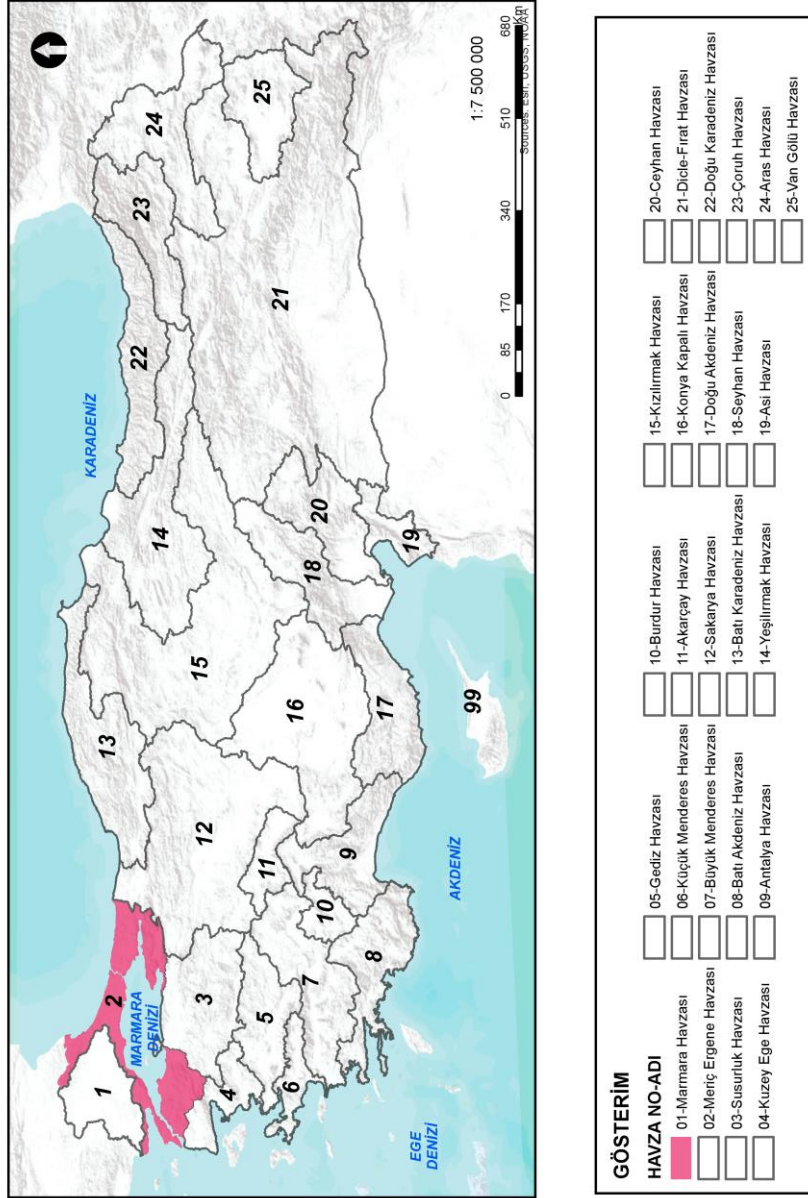 KARADENİZ
MARMARA
DENİZİ
EGE
DENİZİ
AKDENİZ
1
2
3
4
5
6
7
8
9
10
11
12
13
14
15
16
17
18
19
20
21
22
23
24
25
99
1:7 500 000
0 85 170 340 510 680
Km
Sources: Esri, USGS, NOAA
GÖSTERİM
HAVZA NO-ADI
01-Marmara Havzası
02-Meriç Ergene Havzası
03-Susurluk Havzası
04-Kuzey Ege Havzası
05-Gediz Havzası
06-Küçük Menderes Havzası
07-Büyük Menderes Havzası
08-Batı Akdeniz Havzası
09-Antalya Havzası
10-Burdur Havzası
11-Akarçay Havzası
12-Sakarya Havzası
13-Batı Karadeniz Havzası
14-Yeşilırmak Havzası
15-Kızılırmak Havzası
16-Konya Kapalı Havzası
17-Doğu Akdeniz Havzası
18-Seyhan Havzası
19-Asi Havzası
20-Ceyhan Havzası
21-Dicle-Fırat Havzası
22-Doğu Karadeniz Havzası
23-Çoruh Havzası
24-Aras Havzası
25-Van Gölü Havzası